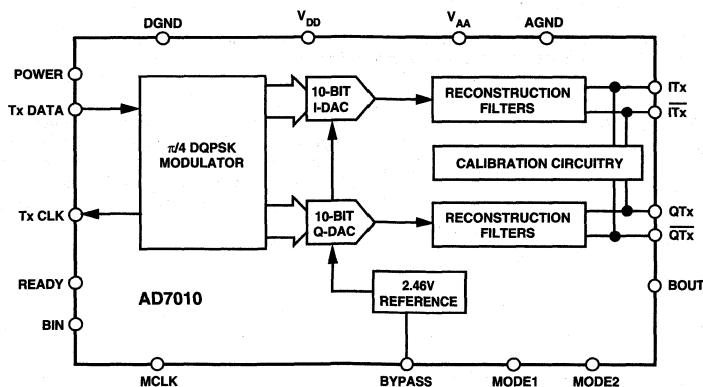 DGND
VDD
VAA
AGND
POWER
Tx DATA
π/4 DQPSK
MODULATOR
10-BIT
I-DAC
RECONSTRUCTION
FILTERS
ITx
ITx
CALIBRATION CIRCUITRY
Tx CLK
10-BIT
Q-DAC
RECONSTRUCTION
FILTERS
QTx
QTx
READY
AD7010
2.46V
REFERENCE
BOUT
BIN
MCLK
BYPASS
MODE1
MODE2